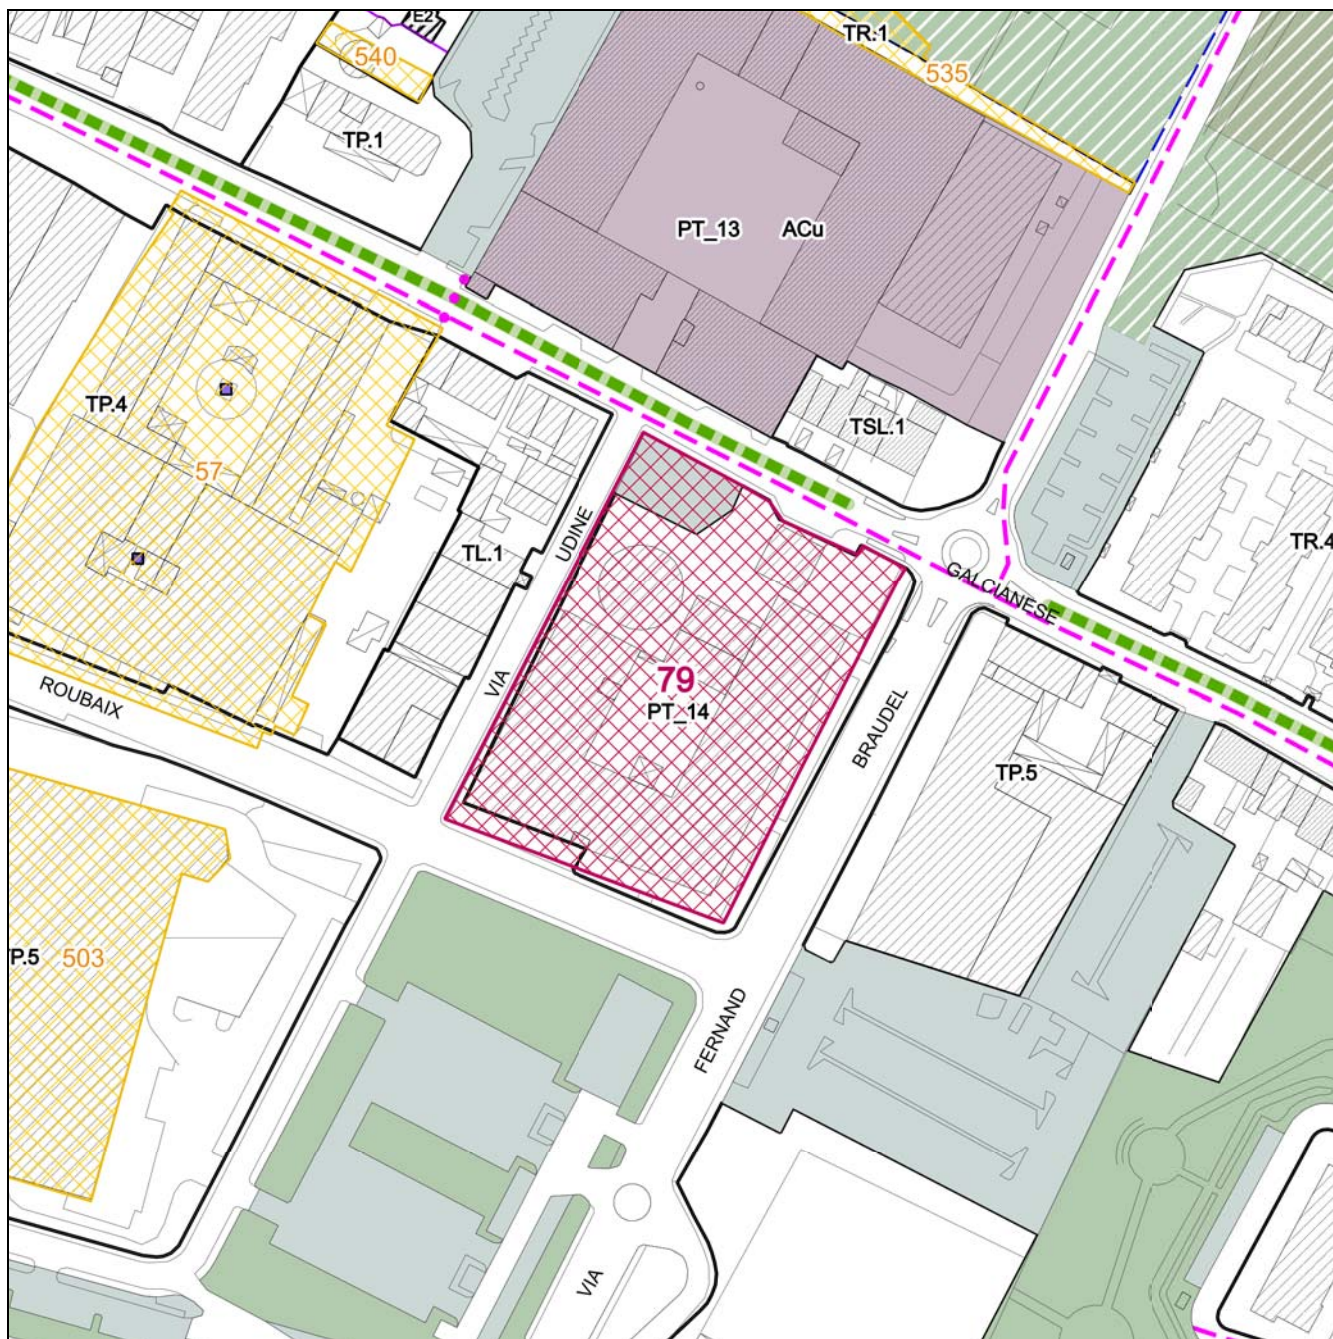 E2
TR.1
540
535
TP.1
PT_13
ACu
TP.4
TSL.1
57
UDINE
TR.4
TL.1
GALCIANESE
79
VIA
ROUBAIX
PT_14
BRAUDEL
TP.5
P.5
503
FERNAND
VIA